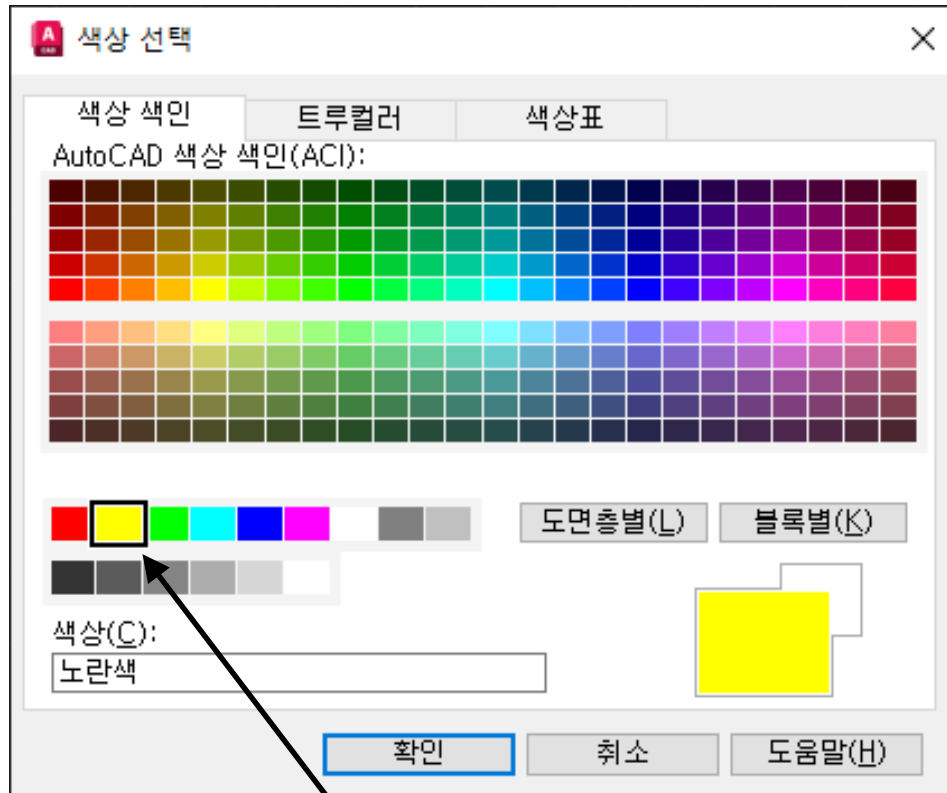 A
CAD
색상 선택
색상 색인
트루컬러
색상표
AutoCAD 색상 색인(ACI):
도면층별(L)
블록별(K)
색상(C):
노란색
확인
취소
도움말(H)